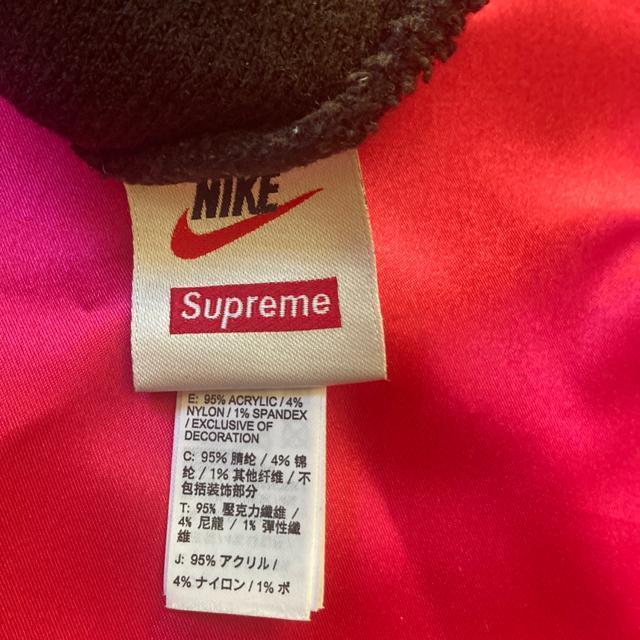 NIKE
Supreme
E: 95% ACRYLIC / 4%
NYLON / 1% SPANDEX
/ EXCLUSIVE OF
DECORATION
C: 95%腈纶 / 4% 锦
纶 / 1% 其他纤维 / 不
包括装饰部分
T: 95% 壓克力纖維 /
4% 尼龍 / 1% 彈性纖
維
J: 95% アクリル /
4% ナイロン / 1% ポ